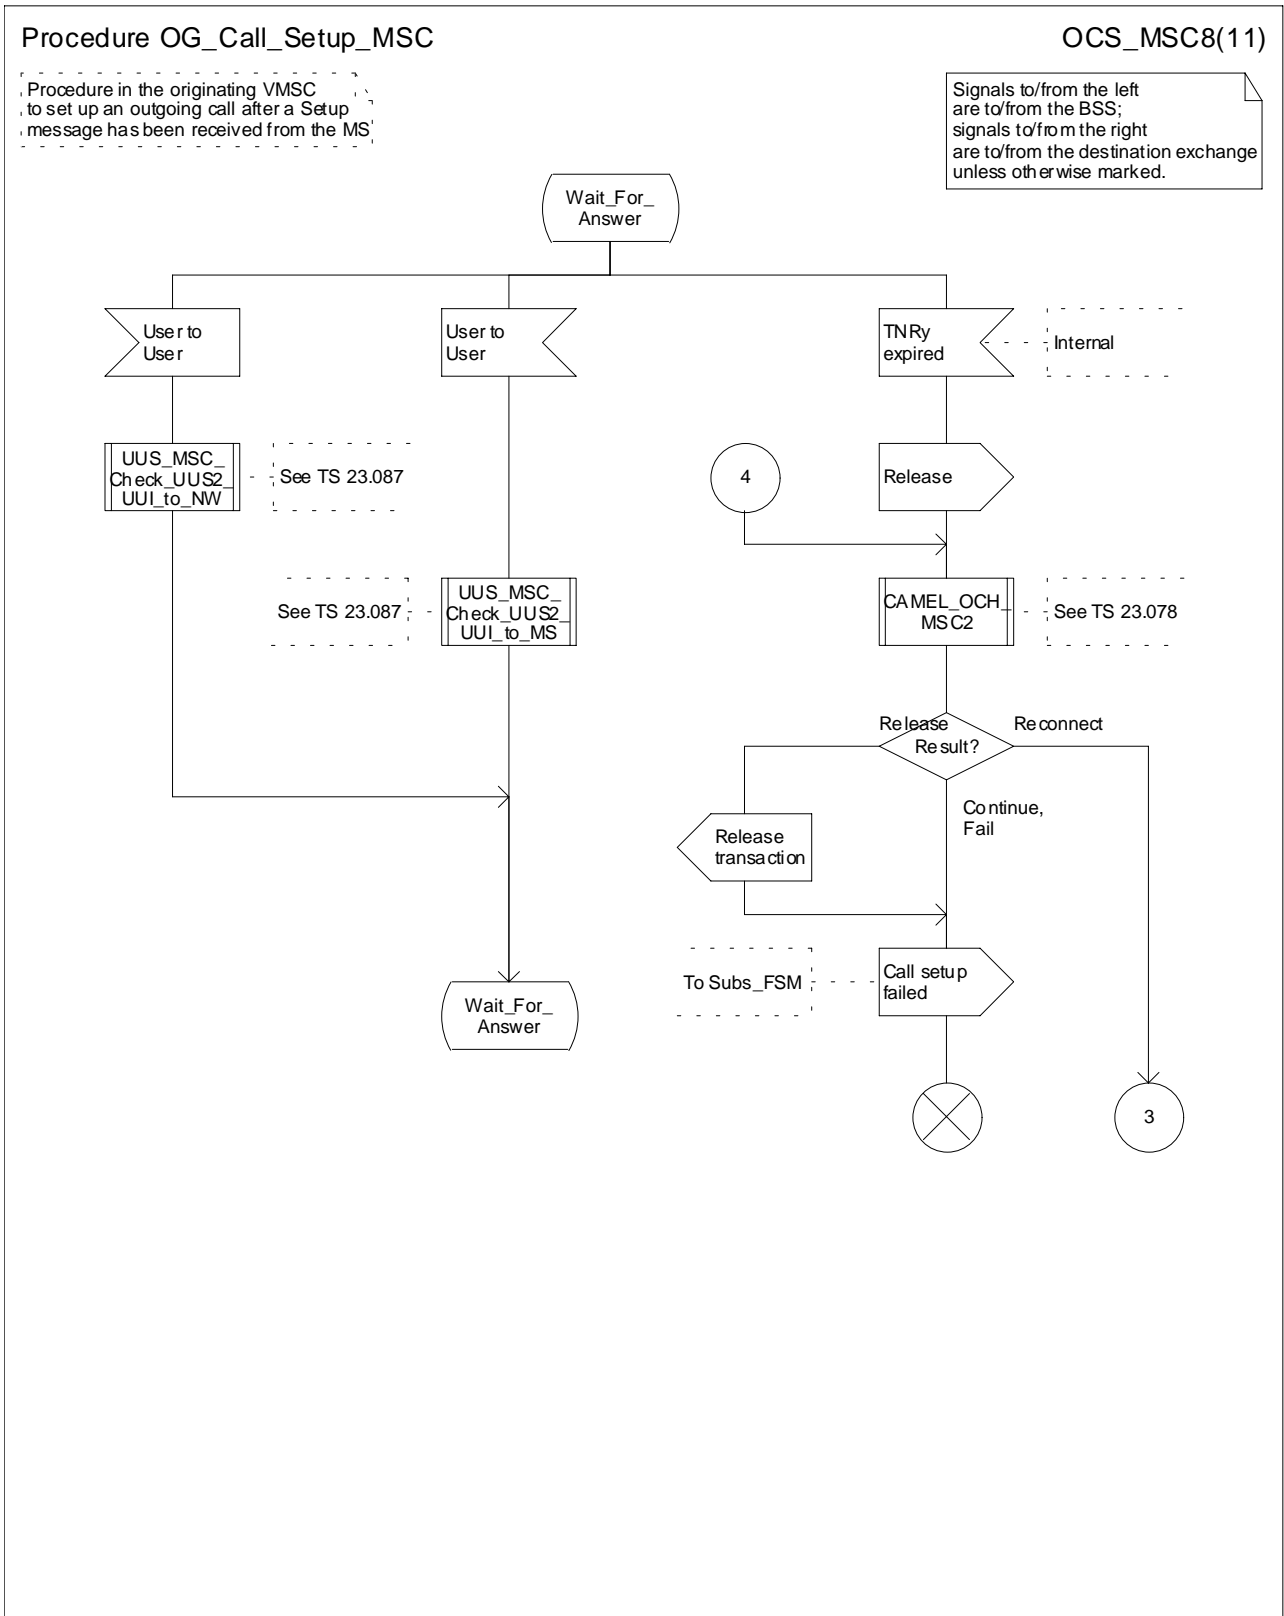 Procedure OG_Call_Setup_MSC
OCS_MSC8(11)
Procedure in the originating VMSC
to set up an outgoing call after a Setup
message has been received from the MS
Signals to/from the left
are to/from the BSS;
signals to/from the right
are to/from the destination exchange
unless otherwise marked.
Wait_For_
Answer
User to
User
User to
User
TNRy
expired
Internal
UUS_MSC_
Check_UUS2_
UUI_to_NW
See TS 23.087
4
Release
See TS 23.087
UUS_MSC_
Check_UUS2_
UUI_to_MS
CAMEL_OCH_
MSC2
See TS 23.078
Release
Reconnect
Result?
Continue,
Fail
Release
transaction
To Subs_FSM
Call setup
failed
Wait_For_
Answer
3